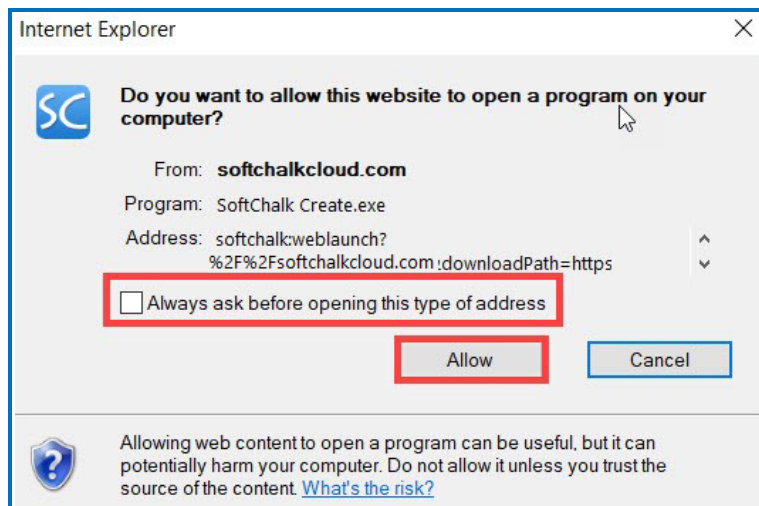 Internet Explorer
SC
Do you want to allow this website to open a program on your
computer?
From: softchalkcloud.com
Program: SoftChalk Create.exe
Address: softchalk:weblaunch?
%2F%2Fsoftchalkcloud.com :downloadPath=https
Always ask before opening this type of address
Allow Cancel
Allowing web content to open a program can be useful, but it can
potentially harm your computer. Do not allow it unless you trust the
source of the content. What's the risk?